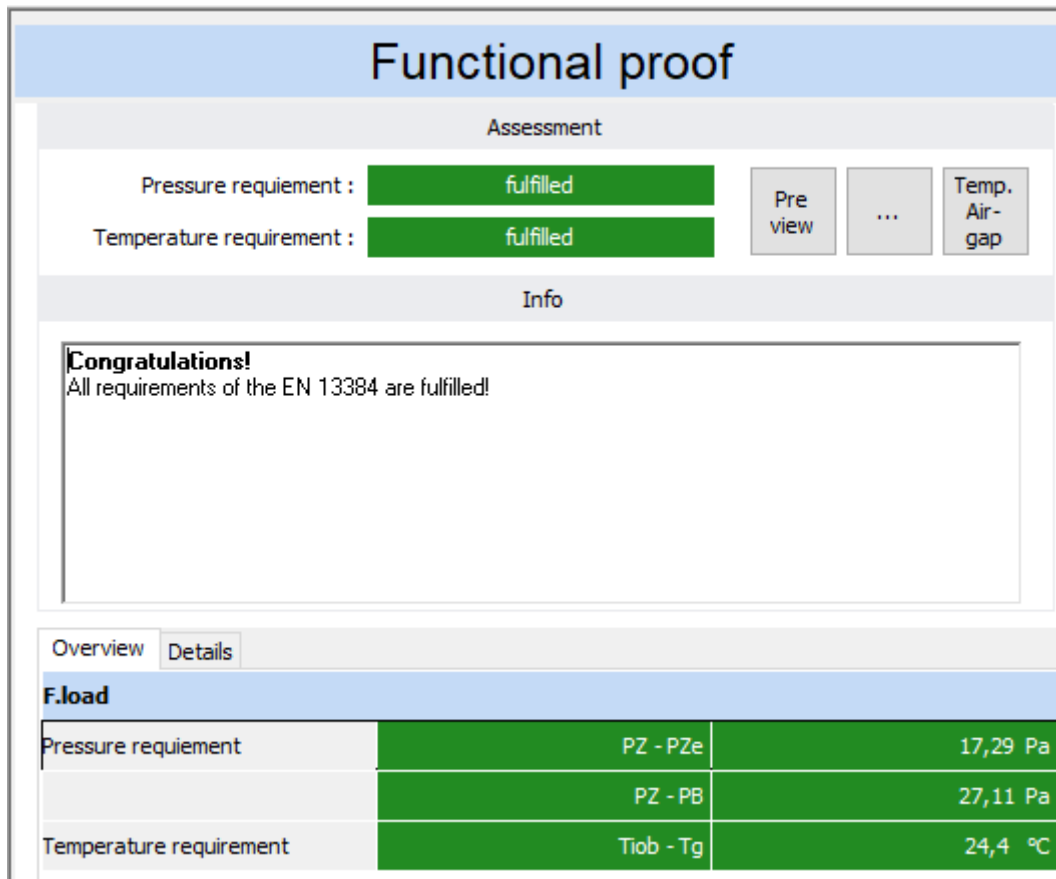 Functional proof
Assessment
Pressure requiement : fulfilled
Temperature requirement : fulfilled
Pre
view
...
Temp.
Air-
gap
Info
Congratulations!
All requirements of the EN 13384 are fulfilled!
Overview Details
F.load
Pressure requiement PZ - PZe 17,29 Pa
PZ - PB 27,11 Pa
Temperature requirement Tiob - Tg 24,4 °C